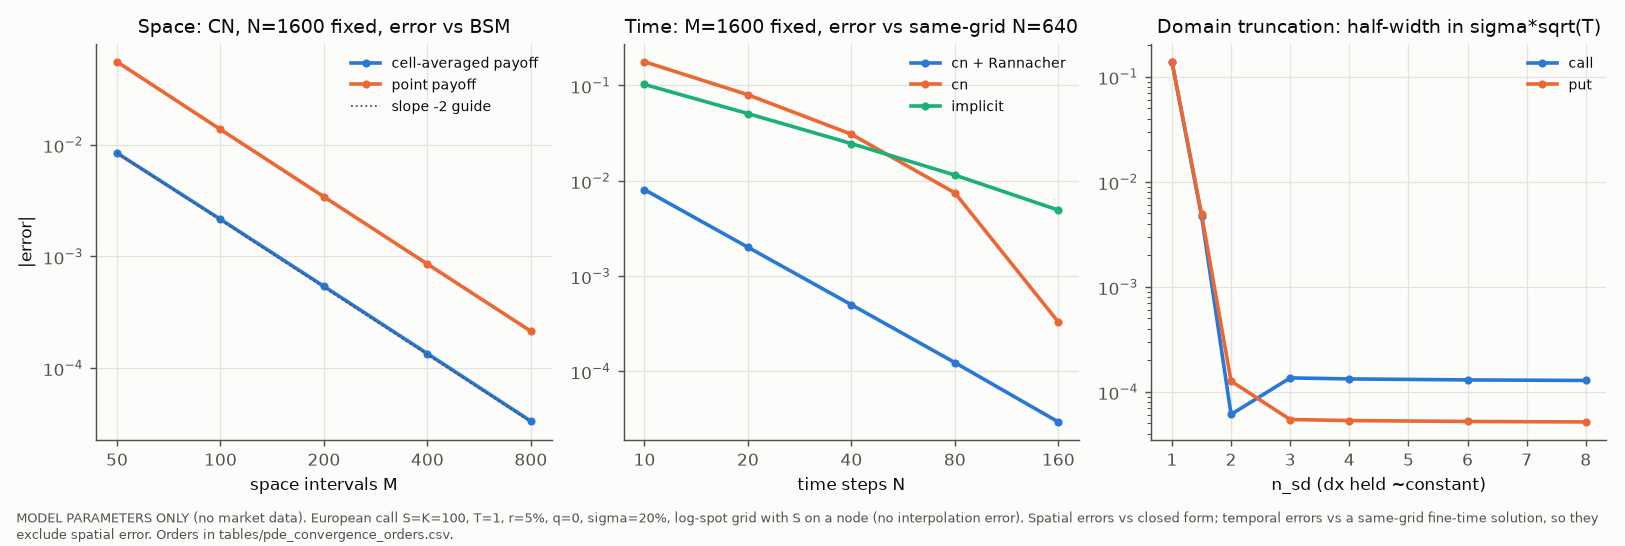 Space: CN, N=1600 fixed, error vs BSM
cell-averaged payoff
point payoff
slope -2 guide
|error|
10⁻²
10⁻³
10⁻⁴
50 100 200 400 800
space intervals M
Time: M=1600 fixed, error vs same-grid N=640
cn + Rannacher
cn
implicit
10⁻¹
10⁻²
10⁻³
10⁻⁴
10 20 40 80 160
time steps N
Domain truncation: half-width in sigma*sqrt(T)
call
put
10⁻¹
10⁻²
10⁻³
10⁻⁴
1 2 3 4 5 6 7 8
n_sd (dx held ~constant)
MODEL PARAMETERS ONLY (no market data). European call S=K=100, T=1, r=5%, q=0, sigma=20%, log-spot grid with S on a node (no interpolation error). Spatial errors vs closed form; temporal errors vs a same-grid fine-time solution, so they
exclude spatial error. Orders in tables/pde_convergence_orders.csv.